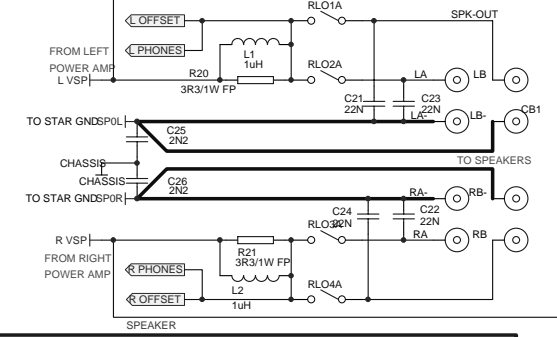 RLO1A
L OFFSET
SPK-OUT
FROM LEFT
L PHONES
L1
1uH
POWER AMP
RLO2A
L VSP
R20
LA
LB
3R3/1W FP
C21
22N
C23
22N
CB1
TO STAR GND
SP0L
LA-
LB-
C25
2N2
CHASSIS
TO SPEAKERS
CHASSIS
C26
2N2
TO STAR GND
SP0R
RA-
RB-
C24
22N
C22
22N
R VSP
RA
RB
FROM RIGHT
R21
3R3/1W FP
POWER AMP
R PHONES
L2
RLO4A
R OFFSET
1uH
SPEAKER